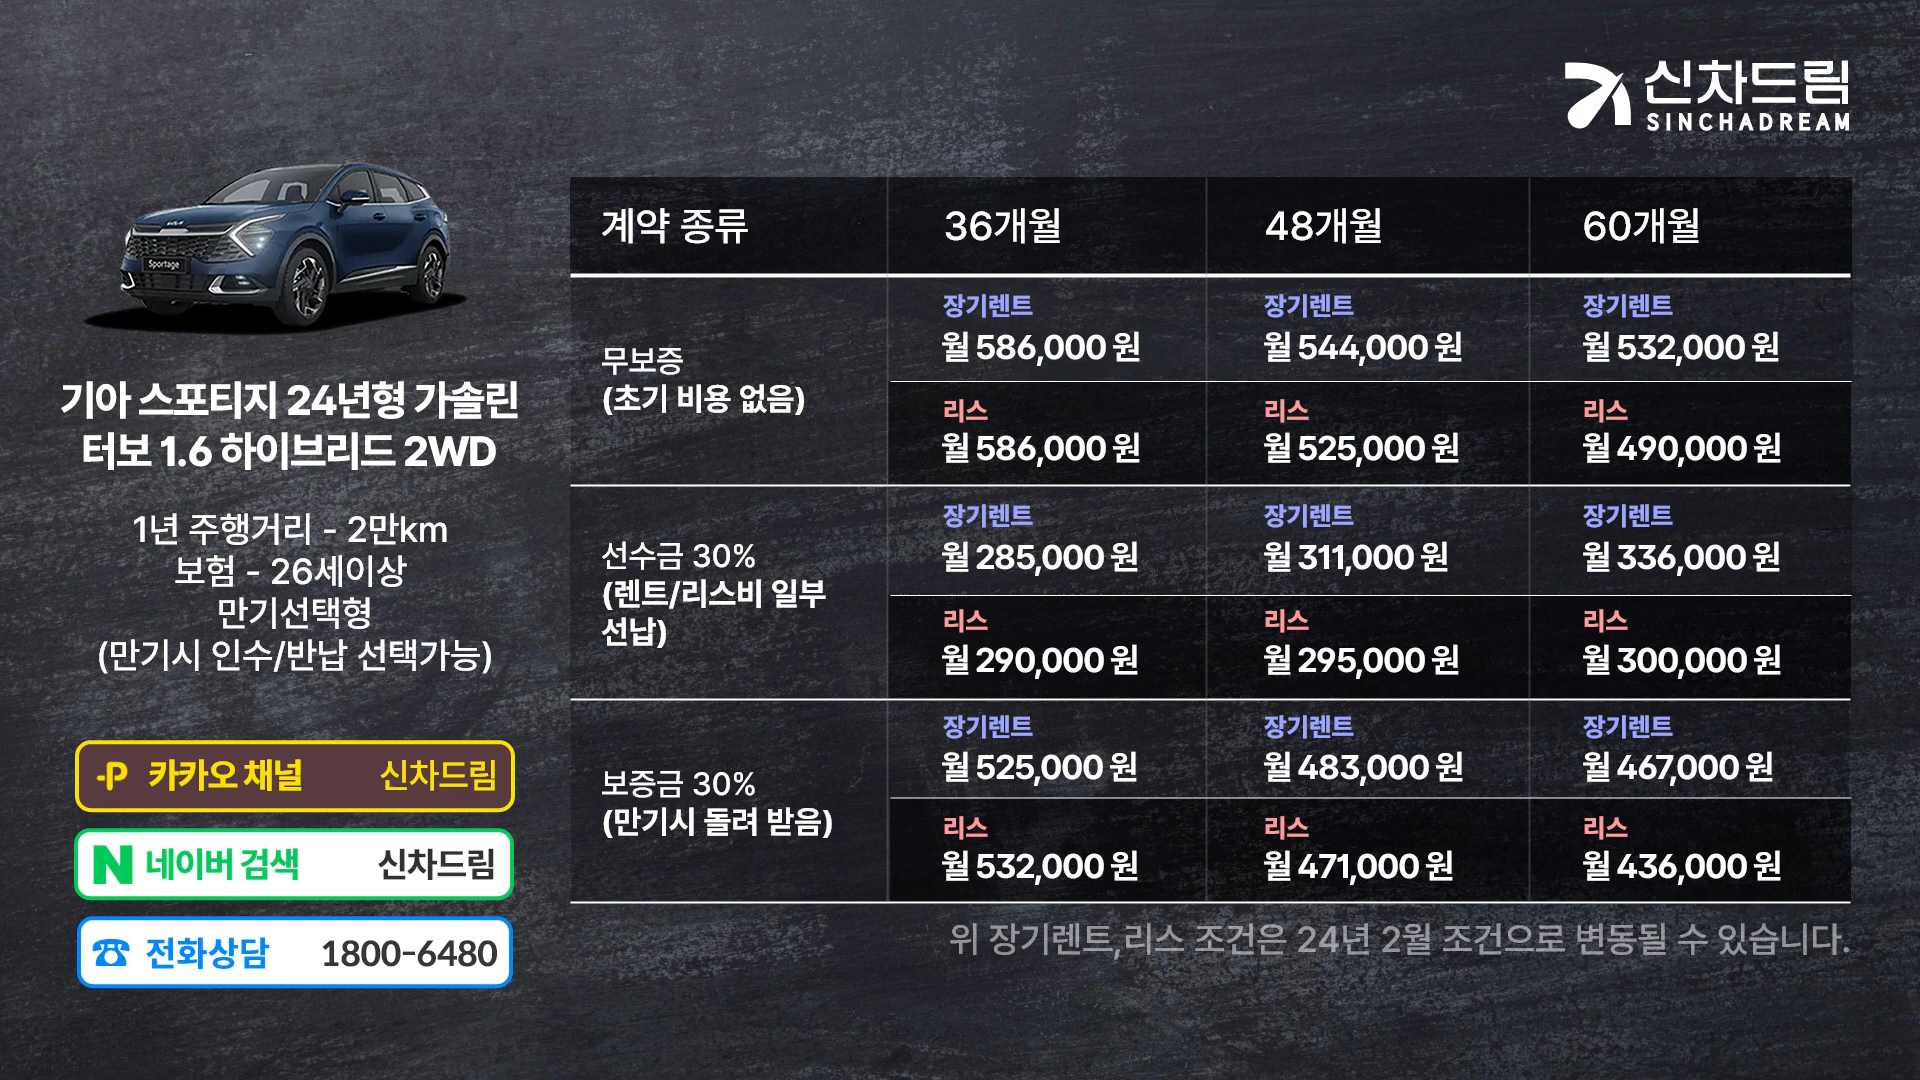 신차드림
SINCHADREAM
Sportage
기아 스포티지 24년형 가솔린
터보 1.6 하이브리드 2WD
1년 주행거리 - 2만km
보험 - 26세이상
만기선택형
(만기시 인수/반납 선택가능)
카카오 채널 신차드림
네이버 검색 신차드림
전화상담 1800-6480
계약 종류 36개월 48개월 60개월
무보증
(초기 비용 없음)
장기렌트 장기렌트 장기렌트
월 586,000 원 월 544,000 원 월 532,000 원
리스 리스 리스
월 586,000 원 월 525,000 원 월 490,000 원
선수금 30%
(렌트/리스비 일부
선납)
장기렌트 장기렌트 장기렌트
월 285,000 원 월 311,000 원 월 336,000 원
리스 리스 리스
월 290,000 원 월 295,000 원 월 300,000 원
보증금 30%
(만기시 돌려 받음)
장기렌트 장기렌트 장기렌트
월 525,000 원 월 483,000 원 월 467,000 원
리스 리스 리스
월 532,000 원 월 471,000 원 월 436,000 원
위 장기렌트,리스 조건은 24년 2월 조건으로 변동될 수 있습니다.